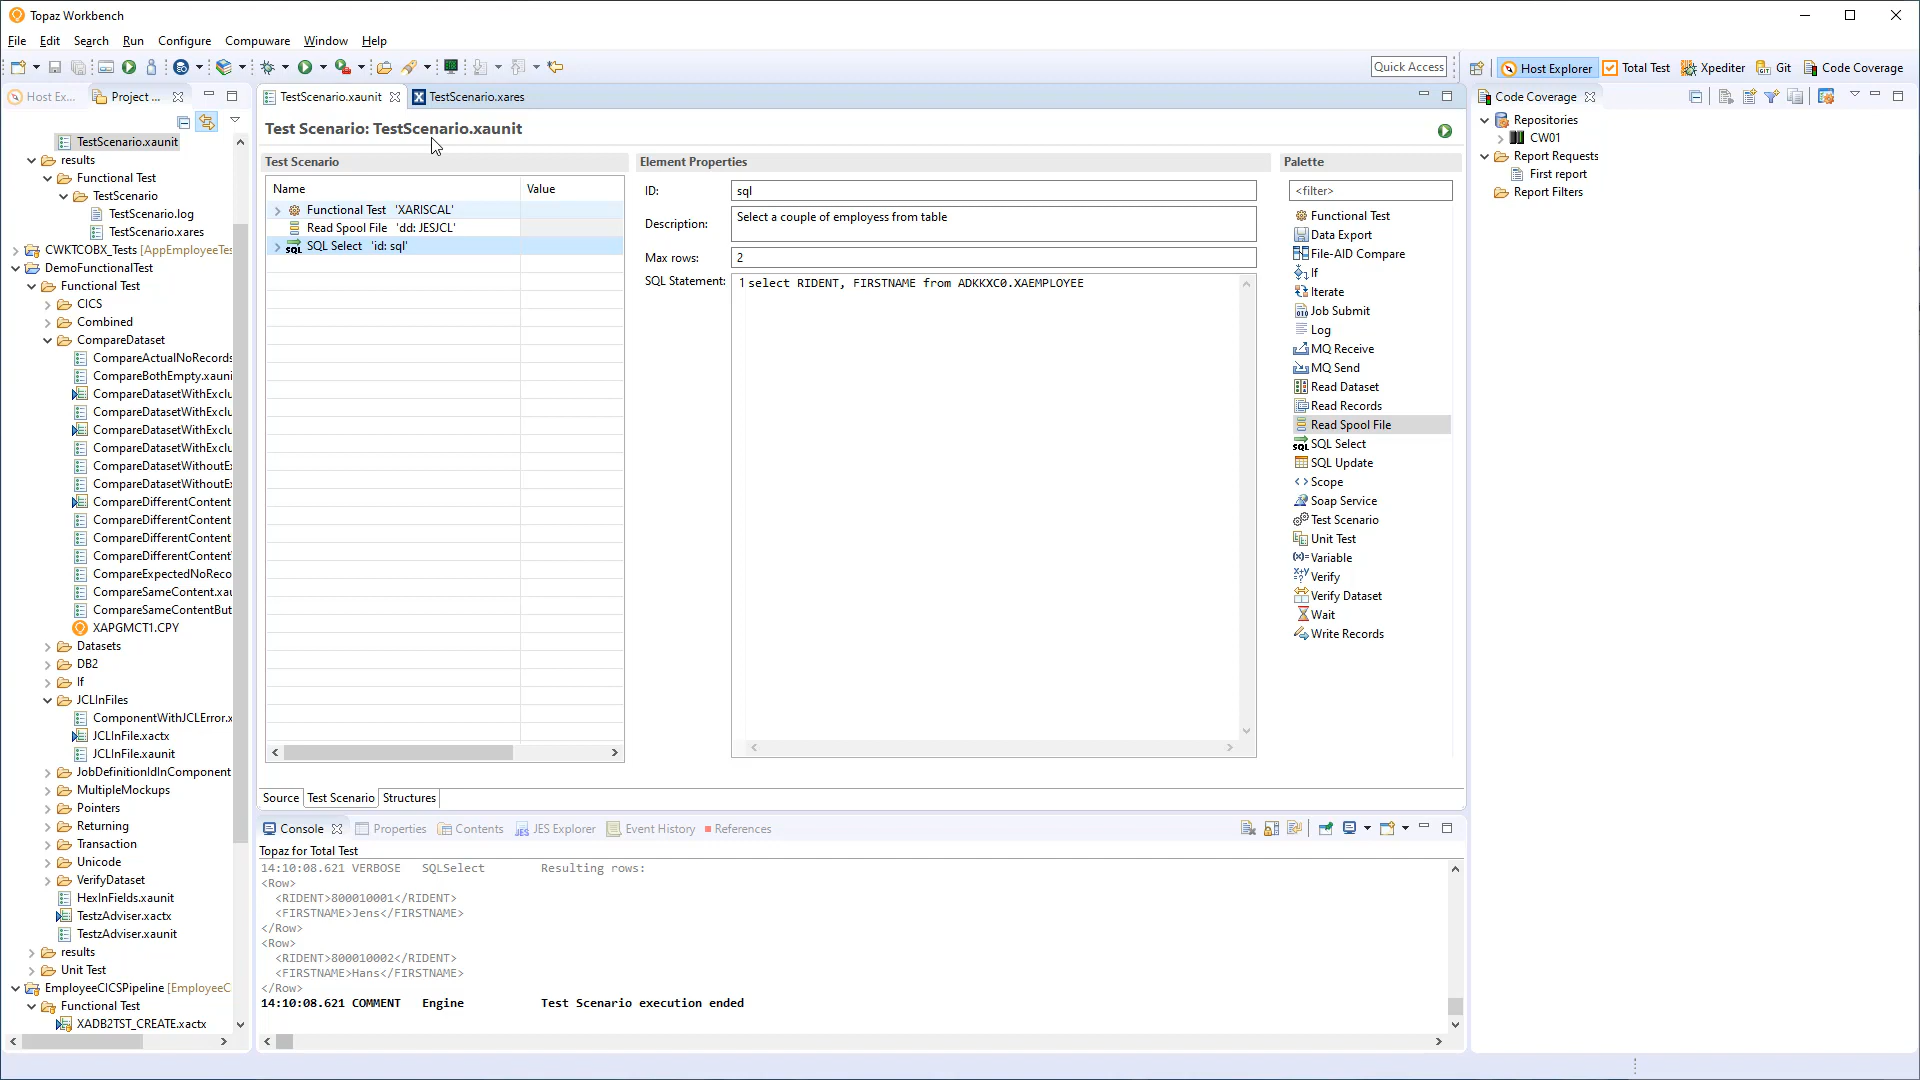 Topaz Workbench
File Edit Search Run Configure Compuware Window Help
Quick Access
Host Explorer Total Test Xpediter Git Code Coverage
Host Ex... Project ...
TestScenario.xaunit
results
Functional Test
TestScenario
TestScenario.log
TestScenario.xares
CWKTCOBX_Tests [AppEmployeeTe
DemoFunctionalTest
Functional Test
CICS
Combined
CompareDataset
CompareActualNoRecords
CompareBothEmpty.xauni
CompareDatasetWithExclu
CompareDatasetWithExclu
CompareDatasetWithExclu
CompareDatasetWithExclu
CompareDatasetWithoutEx
CompareDatasetWithoutEx
CompareDifferentContent
CompareDifferentContent
CompareDifferentContent
CompareDifferentContent
CompareExpectedNoReco
CompareSameContent.xau
CompareSameContentBut
XAPGMCT1.CPY
Datasets
DB2
If
JCLInFiles
ComponentWithJCLError.x
JCLInFile.xactx
JCLInFile.xaunit
JobDefinitionIdInComponent
MultipleMockups
Pointers
Returning
Transaction
Unicode
VerifyDataset
HexInFields.xaunit
TestzAdviser.xactx
TestzAdviser.xaunit
results
Unit Test
EmployeeCICSPipeline [EmployeeC
Functional Test
XADB2TST_CREATE.xactx
TestScenario.xaunit TestScenario.xares
Test Scenario: TestScenario.xaunit
Test Scenario
Name Value
Functional Test 'XARISCAL'
Read Spool File 'dd: JESJCL'
SQL Select 'id: sql'
Element Properties
ID: sql
Description: Select a couple of employess from table
Max rows: 2
SQL Statement: 1 select RIDENT, FIRSTNAME from ADKKXC0.XAEMPLOYEE
Palette
<filter>
Functional Test
Data Export
File-AID Compare
If
Iterate
Job Submit
Log
MQ Receive
MQ Send
Read Dataset
Read Records
Read Spool File
SQL Select
SQL Update
Scope
Soap Service
Test Scenario
Unit Test
Variable
Verify
Verify Dataset
Wait
Write Records
Source Test Scenario Structures
Console Properties Contents JES Explorer Event History References
Topaz for Total Test
14:10:08.621 VERBOSE SQLSelect Resulting rows:
<Row>
<RIDENT>800010001</RIDENT>
<FIRSTNAME>Jens</FIRSTNAME>
</Row>
<Row>
<RIDENT>800010002</RIDENT>
<FIRSTNAME>Hans</FIRSTNAME>
</Row>
14:10:08.621 COMMENT Engine Test Scenario execution ended
Code Coverage
Repositories
CW01
Report Requests
First report
Report Filters